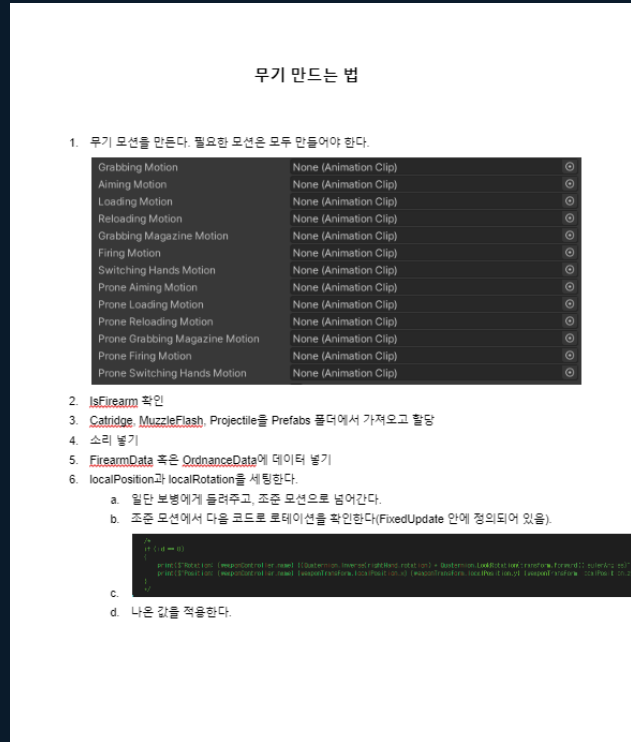 무기 만드는 법
1. 무기 모션을 만든다. 필요한 모션은 모두 만들어야 한다.
Grabbing Motion None (Animation Clip)
Aiming Motion None (Animation Clip)
Loading Motion None (Animation Clip)
Reloading Motion None (Animation Clip)
Grabbing Magazine Motion None (Animation Clip)
Firing Motion None (Animation Clip)
Switching Hands Motion None (Animation Clip)
Prone Aiming Motion None (Animation Clip)
Prone Loading Motion None (Animation Clip)
Prone Reloading Motion None (Animation Clip)
Prone Grabbing Magazine Motion None (Animation Clip)
Prone Firing Motion None (Animation Clip)
Prone Switching Hands Motion None (Animation Clip)
2. IsFirearm 확인
3. Catridge, MuzzleFlash, Projectile을 Prefabs 폴더에서 가져오고 할당
4. 소리 넣기
5. FirearmData 혹은 OrdnanceData에 데이터 넣기
6. localPosition과 localRotation을 세팅한다.
a. 일단 보병에게 들려주고, 조준 모션으로 넘어간다.
b. 조준 모션에서 다음 코드로 로테이션을 확인한다(FixedUpdate 안에 정의되어 있음).
/*
if (id == 0)
{
}
*/
c.
d. 나온 값을 적용한다.